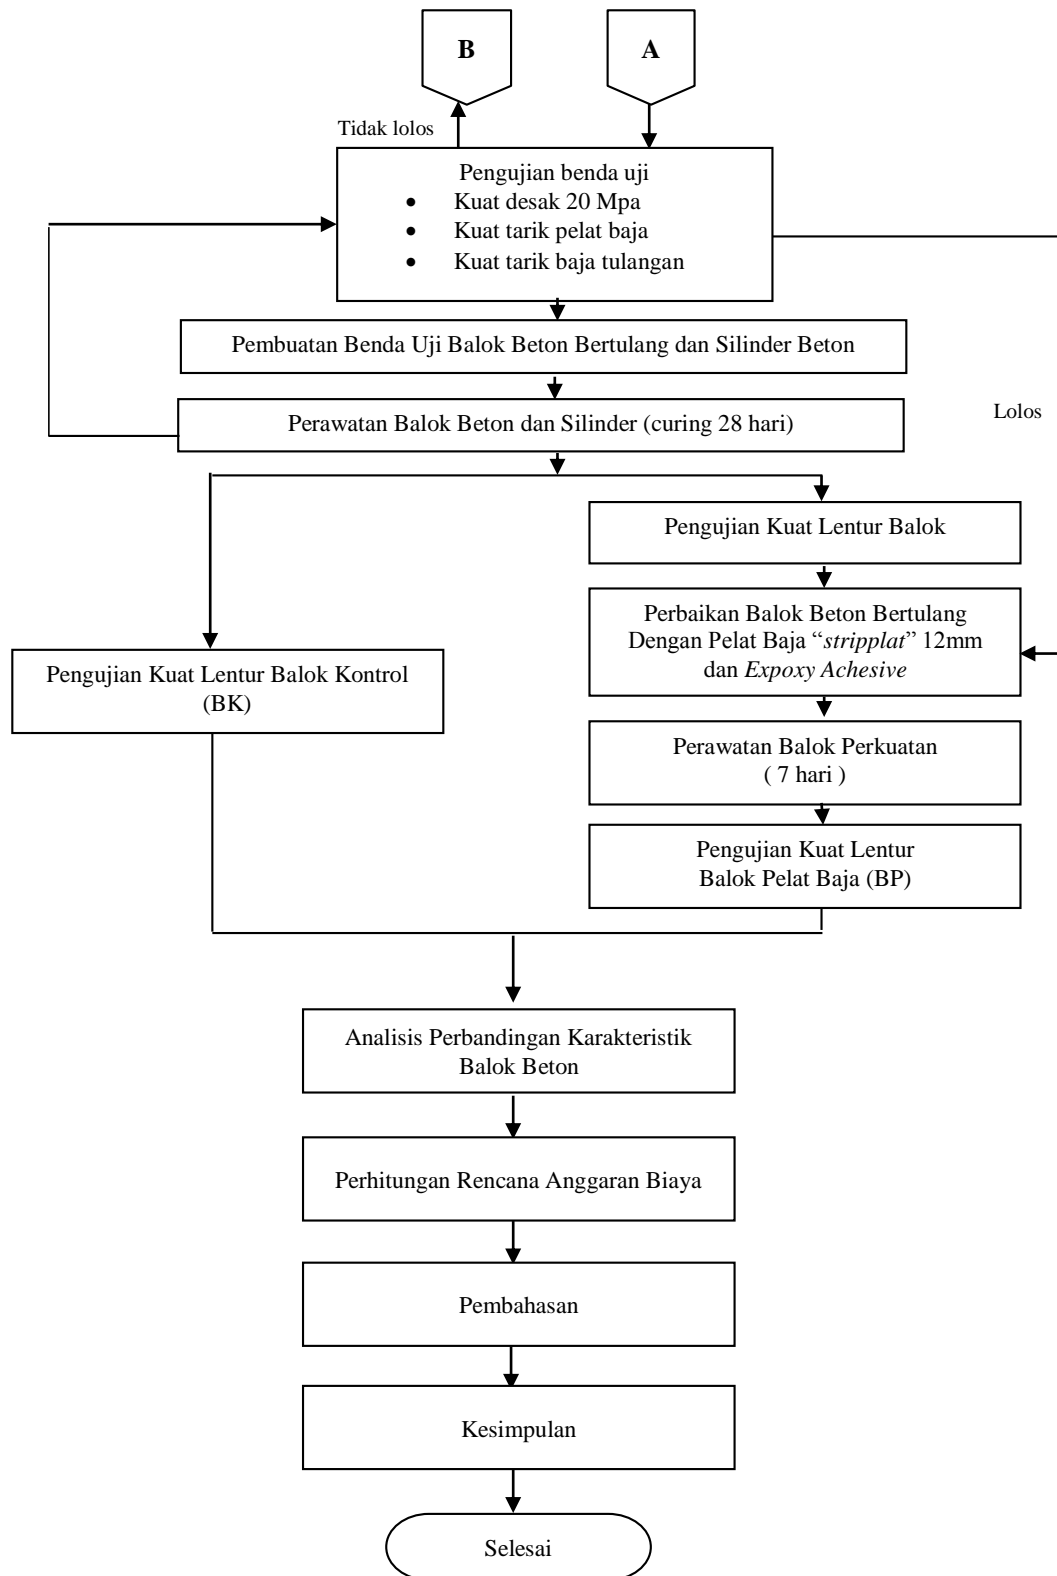 B
A
Tidak lolos
Pengujian benda uji
• Kuat desak 20 Mpa
• Kuat tarik pelat baja
• Kuat tarik baja tulangan
Pembuatan Benda Uji Balok Beton Bertulang dan Silinder Beton
Perawatan Balok Beton dan Silinder (curing 28 hari)
Lolos
Pengujian Kuat Lentur Balok
Perbaikan Balok Beton Bertulang
Dengan Pelat Baja “stripplat” 12mm
dan Expoxy Achesive
Pengujian Kuat Lentur Balok Kontrol
(BK)
Perawatan Balok Perkuatan
( 7 hari )
Pengujian Kuat Lentur
Balok Pelat Baja (BP)
Analisis Perbandingan Karakteristik
Balok Beton
Perhitungan Rencana Anggaran Biaya
Pembahasan
Kesimpulan
Selesai